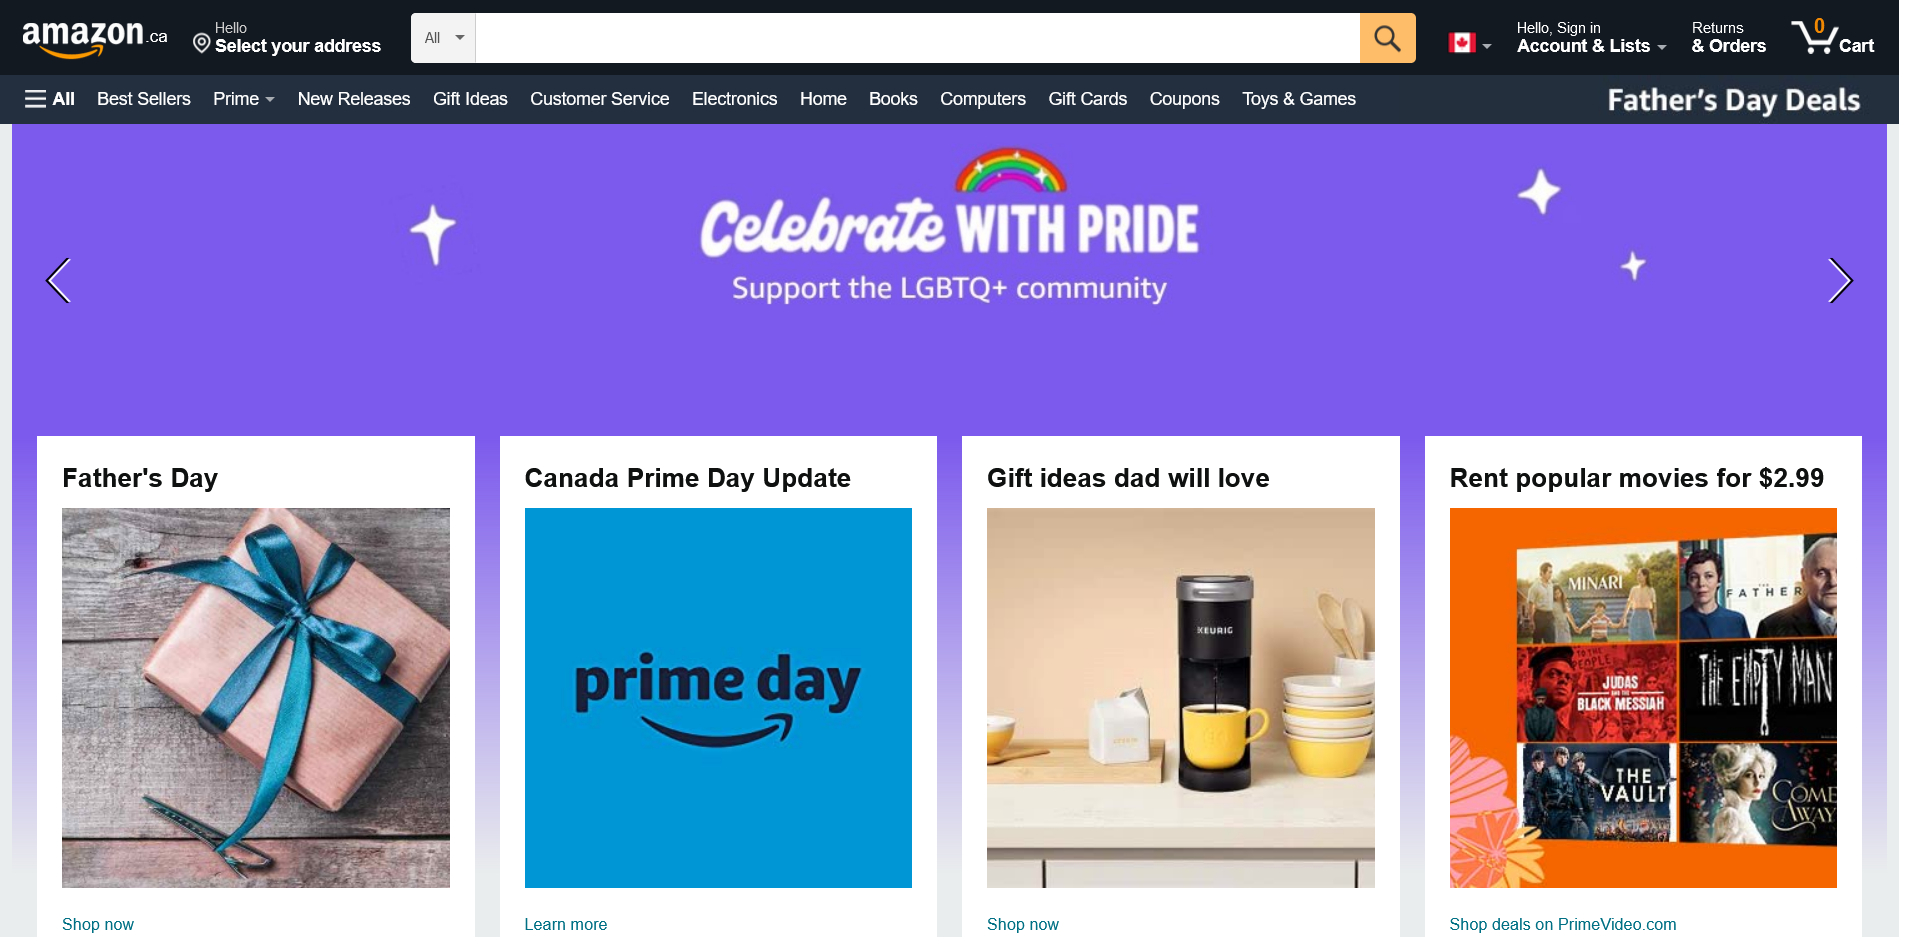 amazon.ca
Hello
Select your address
All
Hello, Sign in
Account & Lists
Returns
& Orders
0
Cart
All
Best Sellers
Prime
New Releases
Gift Ideas
Customer Service
Electronics
Home
Books
Computers
Gift Cards
Coupons
Toys & Games
Father's Day Deals
Celebrate WITH PRIDE
Support the LGBTQ+ community
Father's Day
Canada Prime Day Update
Gift ideas dad will love
Rent popular movies for $2.99
prime day
KEURIG
MINARI
THE
FATHER
TO THE
PEOPLE
JUDAS
AND THE
BLACK MESSIAH
THE EMPTY MAN
THE
VAULT
COME
AWAY
Shop now
Learn more
Shop now
Shop deals on PrimeVideo.com